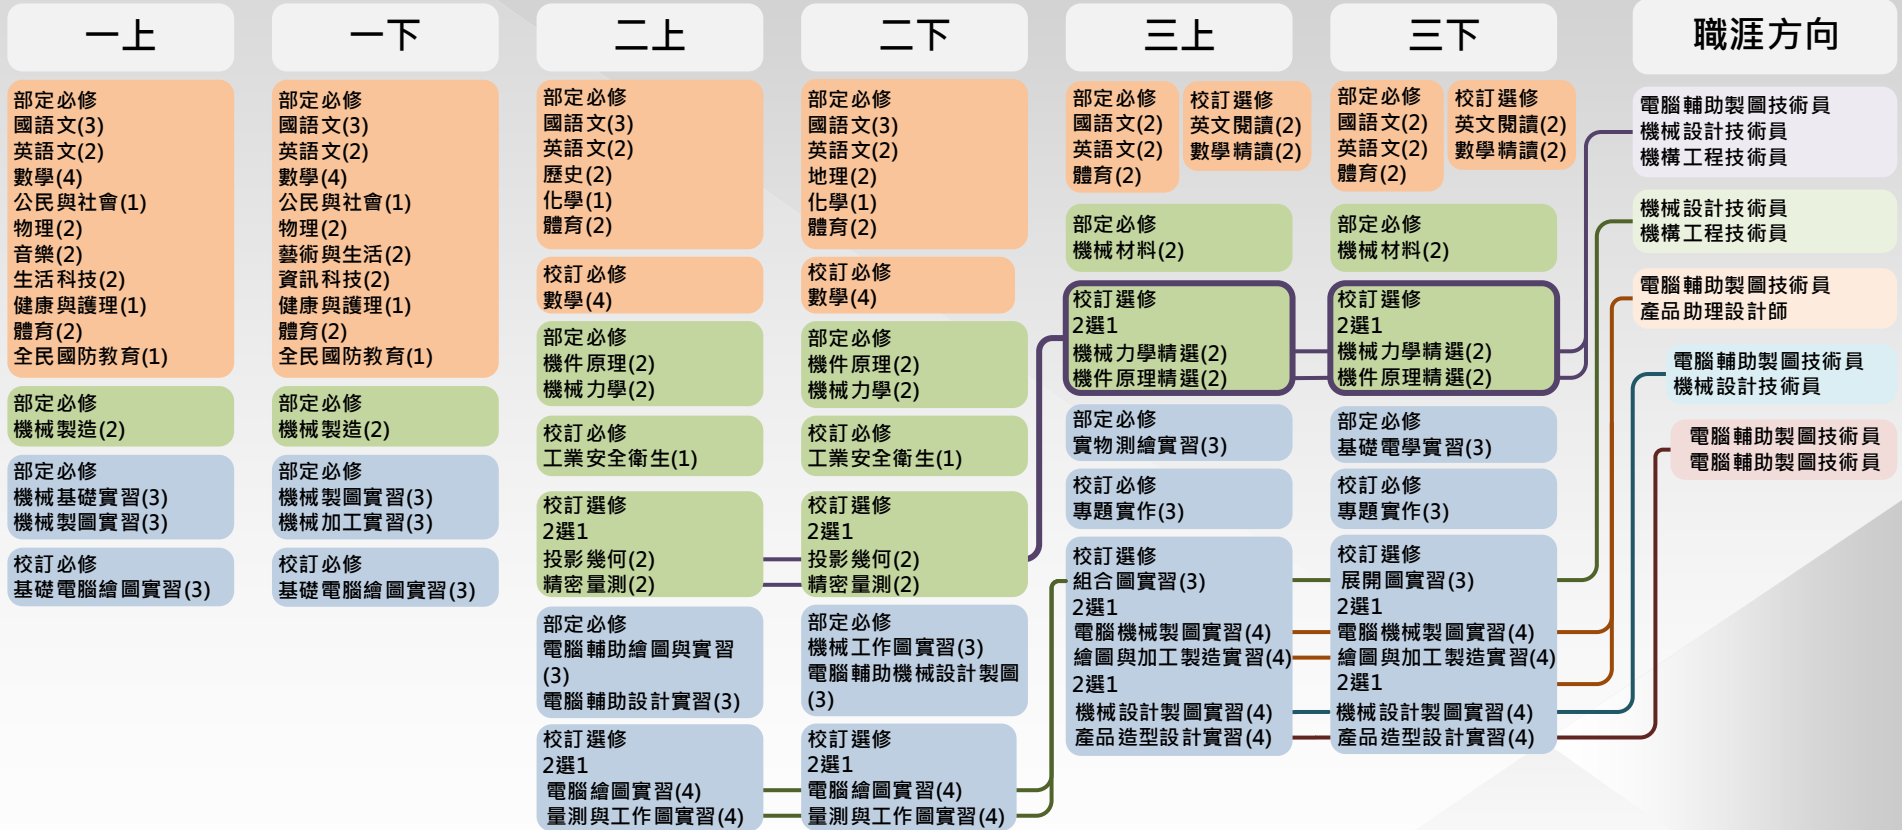 一上
部定必修
國語文(3)
英語文(2)
數學(4)
公民與社會(1)
物理(2)
音樂(2)
生活科技(2)
健康與護理(1)
體育(2)
全民國防教育(1)
部定必修
機械製造(2)
部定必修
機械基礎實習(3)
機械製圖實習(3)
校訂必修
基礎電腦繪圖實習(3)
一下
部定必修
國語文(3)
英語文(2)
數學(4)
公民與社會(1)
物理(2)
藝術與生活(2)
資訊科技(2)
健康與護理(1)
體育(2)
全民國防教育(1)
部定必修
機械製造(2)
部定必修
機械製圖實習(3)
機械加工實習(3)
校訂必修
基礎電腦繪圖實習(3)
二上
部定必修
國語文(3)
英語文(2)
歷史(2)
化學(1)
體育(2)
校訂必修
數學(4)
部定必修
機件原理(2)
機械力學(2)
校訂必修
工業安全衛生(1)
校訂選修
2選1
投影幾何(2)
精密量測(2)
部定必修
電腦輔助繪圖與實習
(3)
電腦輔助設計實習(3)
校訂選修
2選1
電腦繪圖實習(4)
量測與工作圖實習(4)
二下
部定必修
國語文(3)
英語文(2)
地理(2)
化學(1)
體育(2)
校訂必修
數學(4)
部定必修
機件原理(2)
機械力學(2)
校訂必修
工業安全衛生(1)
校訂選修
2選1
投影幾何(2)
精密量測(2)
部定必修
機械工作圖實習(3)
電腦輔助機械設計製圖
(3)
校訂選修
2選1
電腦繪圖實習(4)
量測與工作圖實習(4)
三上
部定必修
國語文(2)
英語文(2)
體育(2)
校訂選修
英文閱讀(2)
數學精讀(2)
部定必修
機械材料(2)
校訂選修
2選1
機械力學精選(2)
機件原理精選(2)
部定必修
實物測繪實習(3)
校訂必修
專題實作(3)
校訂選修
組合圖實習(3)
2選1
電腦機械製圖實習(4)
繪圖與加工製造實習(4)
2選1
機械設計製圖實習(4)
產品造型設計實習(4)
三下
部定必修
國語文(2)
英語文(2)
體育(2)
校訂選修
英文閱讀(2)
數學精讀(2)
部定必修
機械材料(2)
校訂選修
2選1
機械力學精選(2)
機件原理精選(2)
部定必修
基礎電學實習(3)
校訂必修
專題實作(3)
校訂選修
展開圖實習(3)
2選1
電腦機械製圖實習(4)
繪圖與加工製造實習(4)
2選1
機械設計製圖實習(4)
產品造型設計實習(4)
職涯方向
電腦輔助製圖技術員
機械設計技術員
機構工程技術員
機械設計技術員
機構工程技術員
電腦輔助製圖技術員
產品助理設計師
電腦輔助製圖技術員
機械設計技術員
電腦輔助製圖技術員
電腦輔助製圖技術員